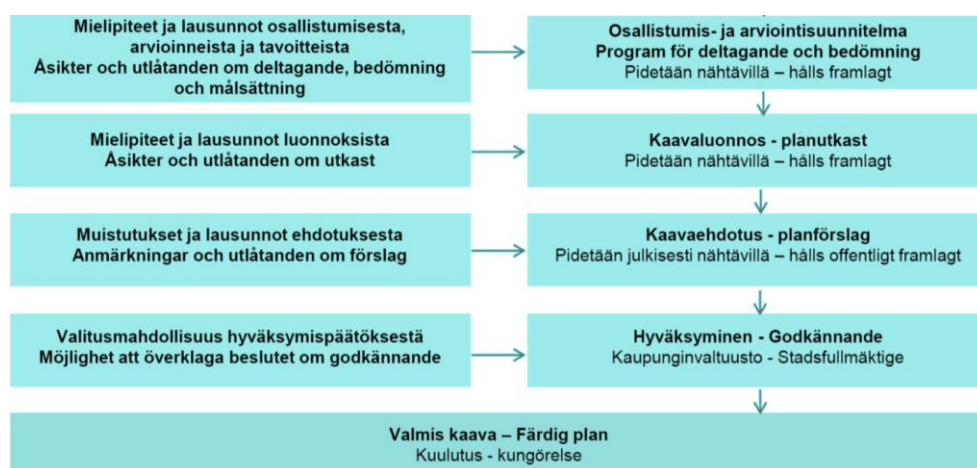 Mielipiteet ja lausunnot osallistumisesta,
arvioinneista ja tavoitteista
Åsikter och utlåtanden om deltagande, bedömning
och målsättning
Osallistumis- ja arviointisuunnitelma
Program för deltagande och bedömning
Pidetään nähtävillä – hålls framlagt
Mielipiteet ja lausunnot luonnoksista
Åsikter och utlåtanden om utkast
Kaavaluonnos - planutkast
Pidetään nähtävillä – hålls framlagt
Muistutukset ja lausunnot ehdotuksesta
Anmärkningar och utlåtanden om förslag
Kaavaehdotus - planförslag
Pidetään julkisesti nähtävillä – hålls offentligt framlagt
Valitusmahdollisuus hyväksymispäätöksestä
Möjlighet att överklaga beslutet om godkännande
Hyväksyminen - Godkännande
Kaupunginvaltuusto - Stadsfullmäktige
Valmis kaava – Färdig plan
Kuulutus - kungörelse